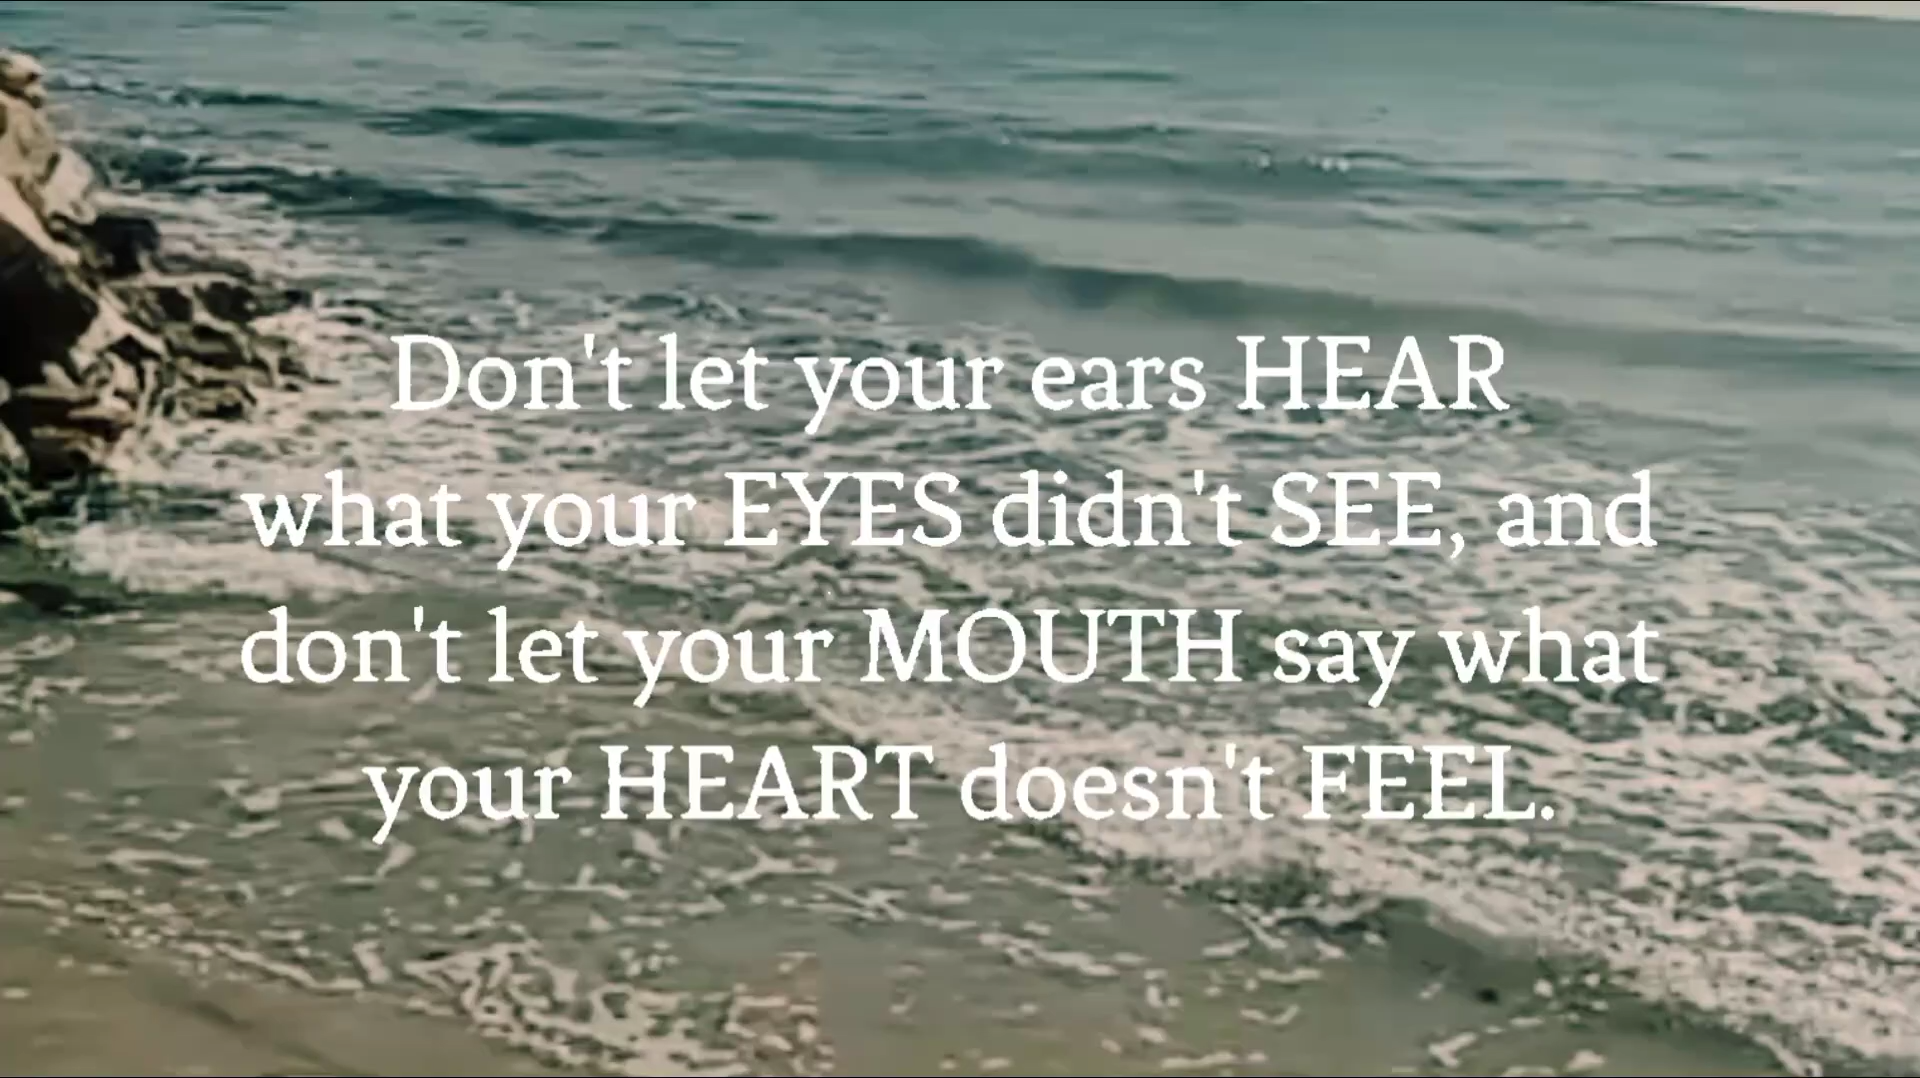 Don't let your ears HEAR
what your EYES didn't SEE, and
don't let your MOUTH say what
your HEART doesn't FEEL.